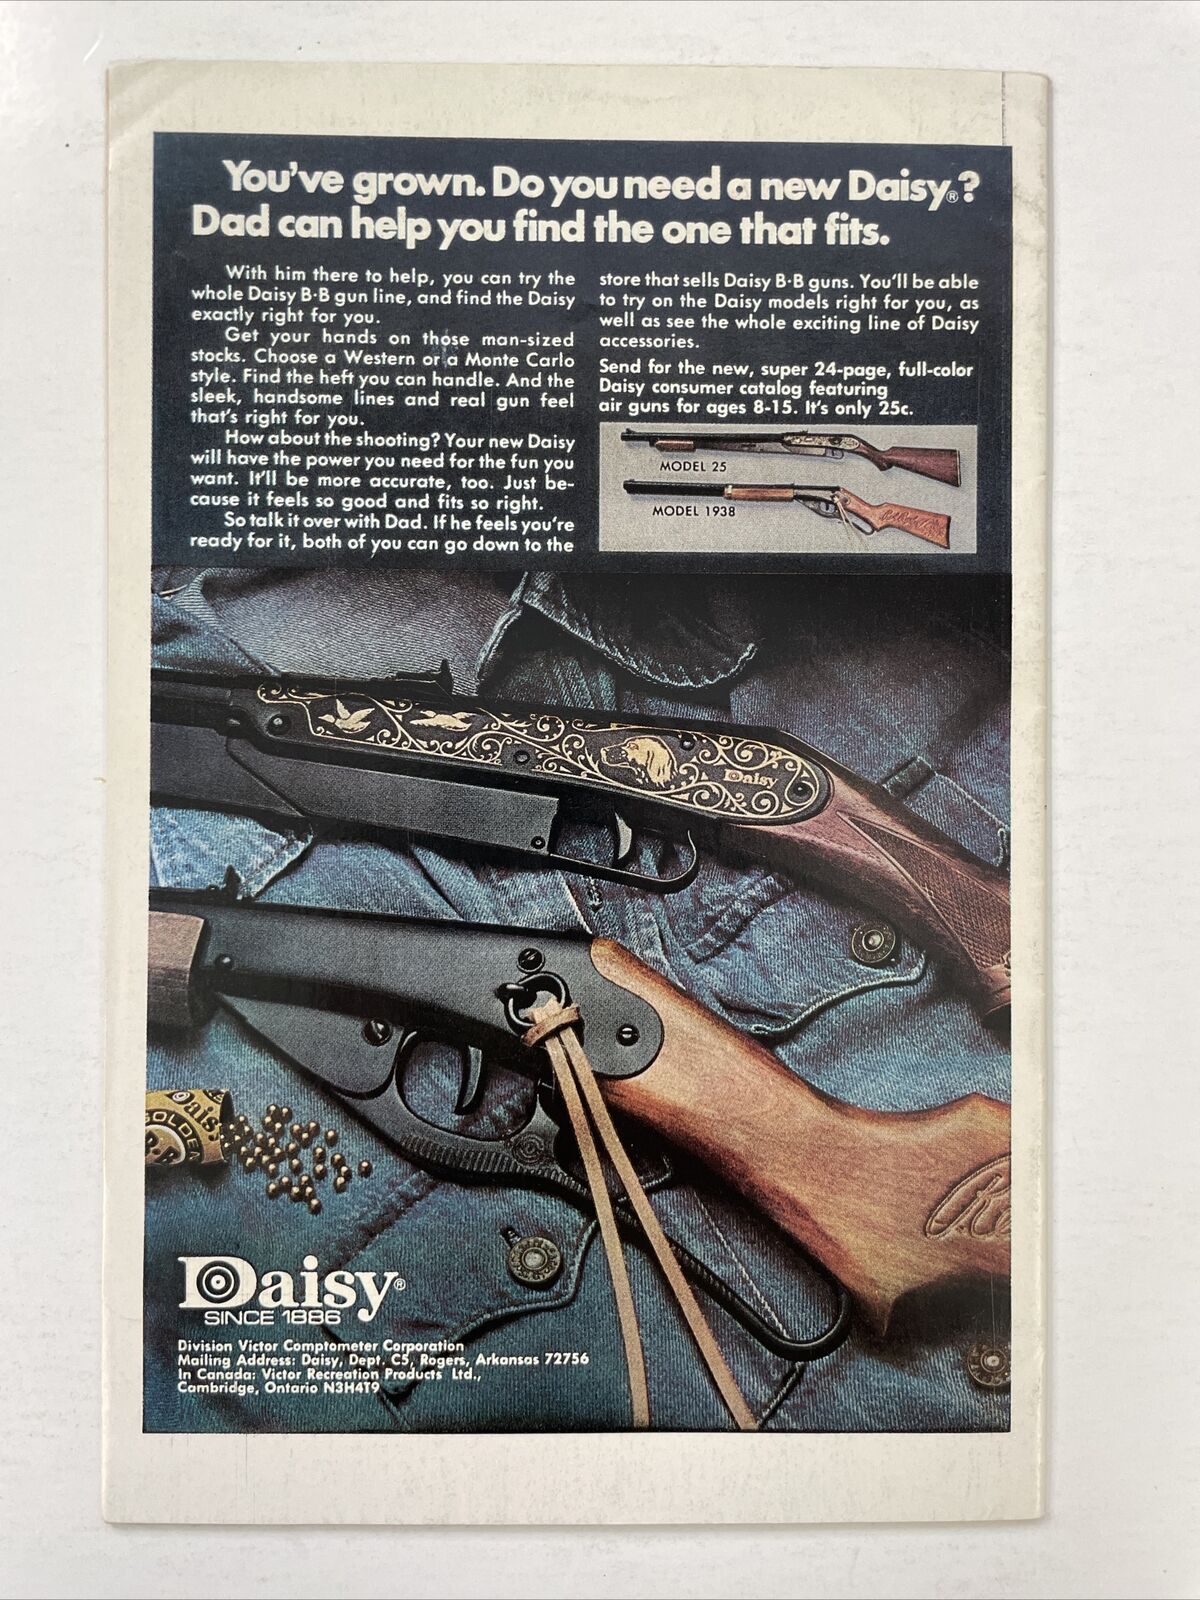 You've grown. Do you need a new Daisy®?
Dad can help you find the one that fits.
With him there to help, you can try the
whole Daisy B·B gun line, and find the Daisy
exactly right for you.
Get your hands on those man-sized
stocks. Choose a Western or a Monte Carlo
style. Find the heft you can handle. And the
sleek, handsome lines and real gun feel
that's right for you.
How about the shooting? Your new Daisy
will have the power you need for the fun you
want. It'll be more accurate, too. Just be-
cause it feels so good and fits so right.
So talk it over with Dad. If he feels you're
ready for it, both of you can go down to the
store that sells Daisy B·B guns. You'll be able
to try on the Daisy models right for you, as
well as see the whole exciting line of Daisy
accessories.
Send for the new, super 24-page, full-color
Daisy consumer catalog featuring
air guns for ages 8-15. It's only 25c.
MODEL 25
MODEL 1938
Daisy
Daisy
GOLDEN
B·B
Daisy®
SINCE 1886
Division Victor Comptometer Corporation
Mailing Address: Daisy, Dept. C5, Rogers, Arkansas 72756
In Canada: Victor Recreation Products Ltd.,
Cambridge, Ontario N3H4T9